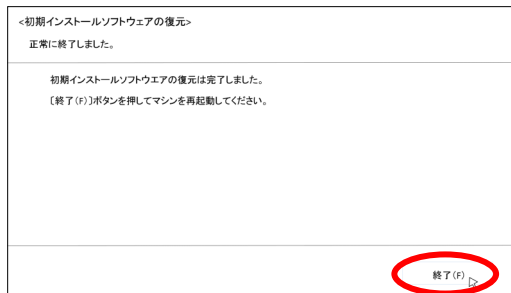 <初期インストールソフトウェアの復元>
正常に終了しました。
初期インストールソフトウエアの復元は完了しました。
〔終了(F)〕ボタンを押してマシンを再起動してください。
終了(F)